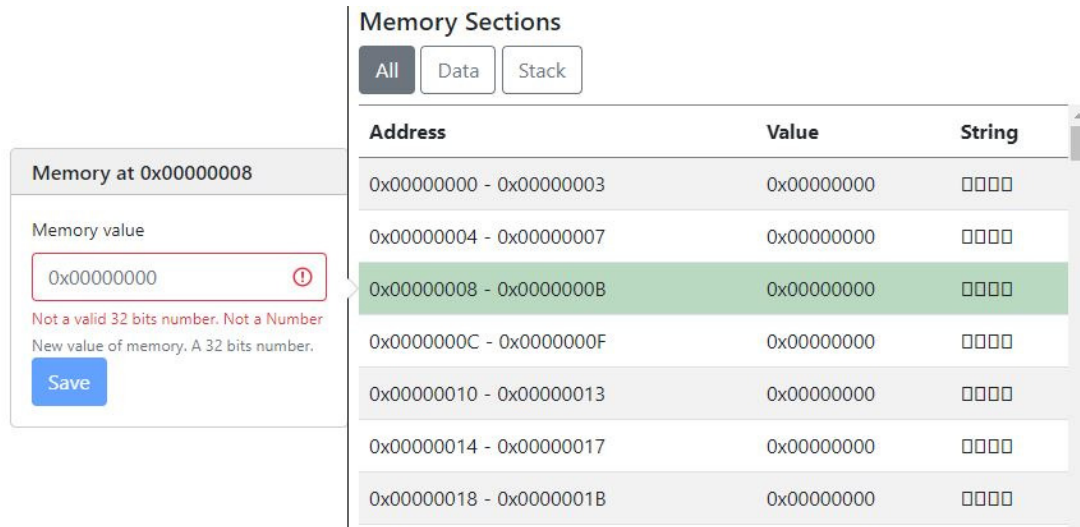 Memory at 0x00000008
Memory value
0x00000000
Not a valid 32 bits number. Not a Number
New value of memory. A 32 bits number.
Save
Memory Sections
All Data Stack
Address Value String
0x00000000 - 0x00000003 0x00000000 □□□□
0x00000004 - 0x00000007 0x00000000 □□□□
0x00000008 - 0x0000000B 0x00000000 □□□□
0x0000000C - 0x0000000F 0x00000000 □□□□
0x00000010 - 0x00000013 0x00000000 □□□□
0x00000014 - 0x00000017 0x00000000 □□□□
0x00000018 - 0x0000001B 0x00000000 □□□□